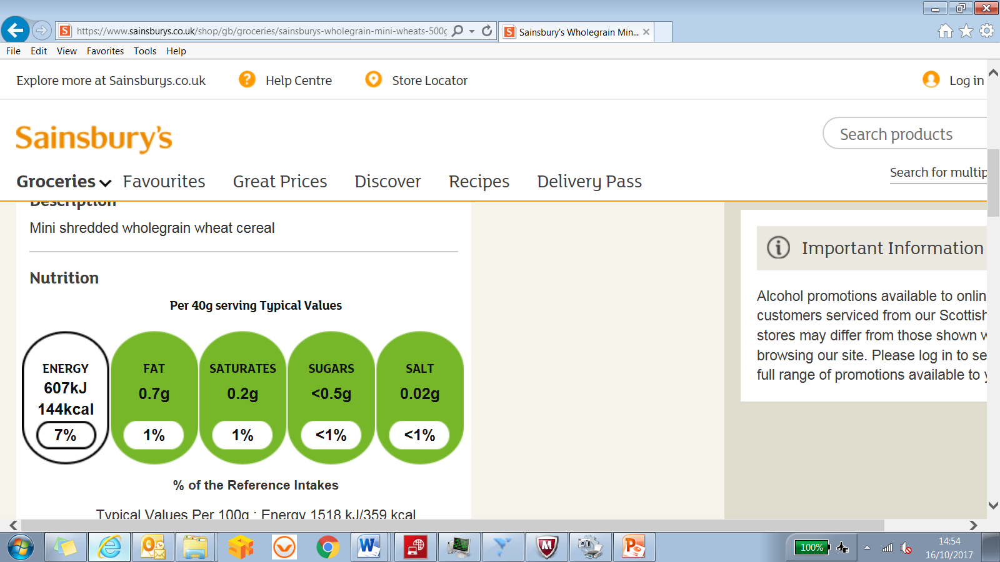 https://www.sainsburys.co.uk/shop/gb/groceries/sainsburys-wholegrain-mini-wheats-500g
Sainsbury's Wholegrain Min...
File Edit View Favorites Tools Help
Explore more at Sainsburys.co.uk Help Centre Store Locator Log in
Sainsbury's
Search products
Groceries Favourites Great Prices Discover Recipes Delivery Pass
Search for multip
Description
Mini shredded wholegrain wheat cereal
Nutrition
Per 40g serving Typical Values
ENERGY
607kJ
144kcal
7%
FAT
0.7g
1%
SATURATES
0.2g
1%
SUGARS
<0.5g
<1%
SALT
0.02g
<1%
% of the Reference Intakes
Typical Values Per 100g : Energy 1518 kJ/359 kcal
Important Information
Alcohol promotions available to onlin
customers serviced from our Scottish
stores may differ from those shown w
browsing our site. Please log in to se
full range of promotions available to y
100%
14:54
16/10/2017